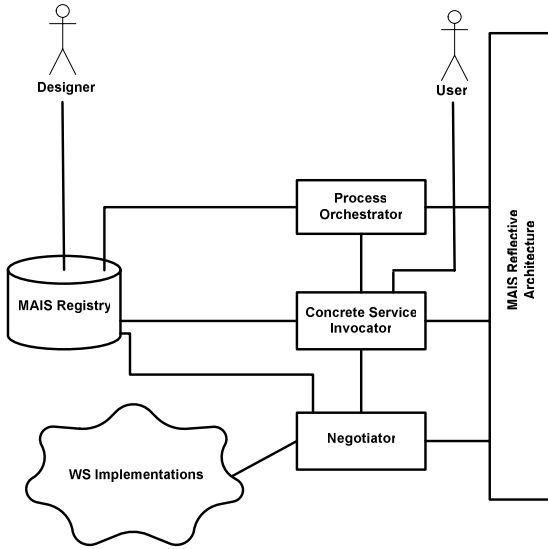 Designer
User
Process
Orchestrator
MAIS Reflective
Architecture
MAIS Registry
Concrete Service
Invocator
Negotiator
WS Implementations